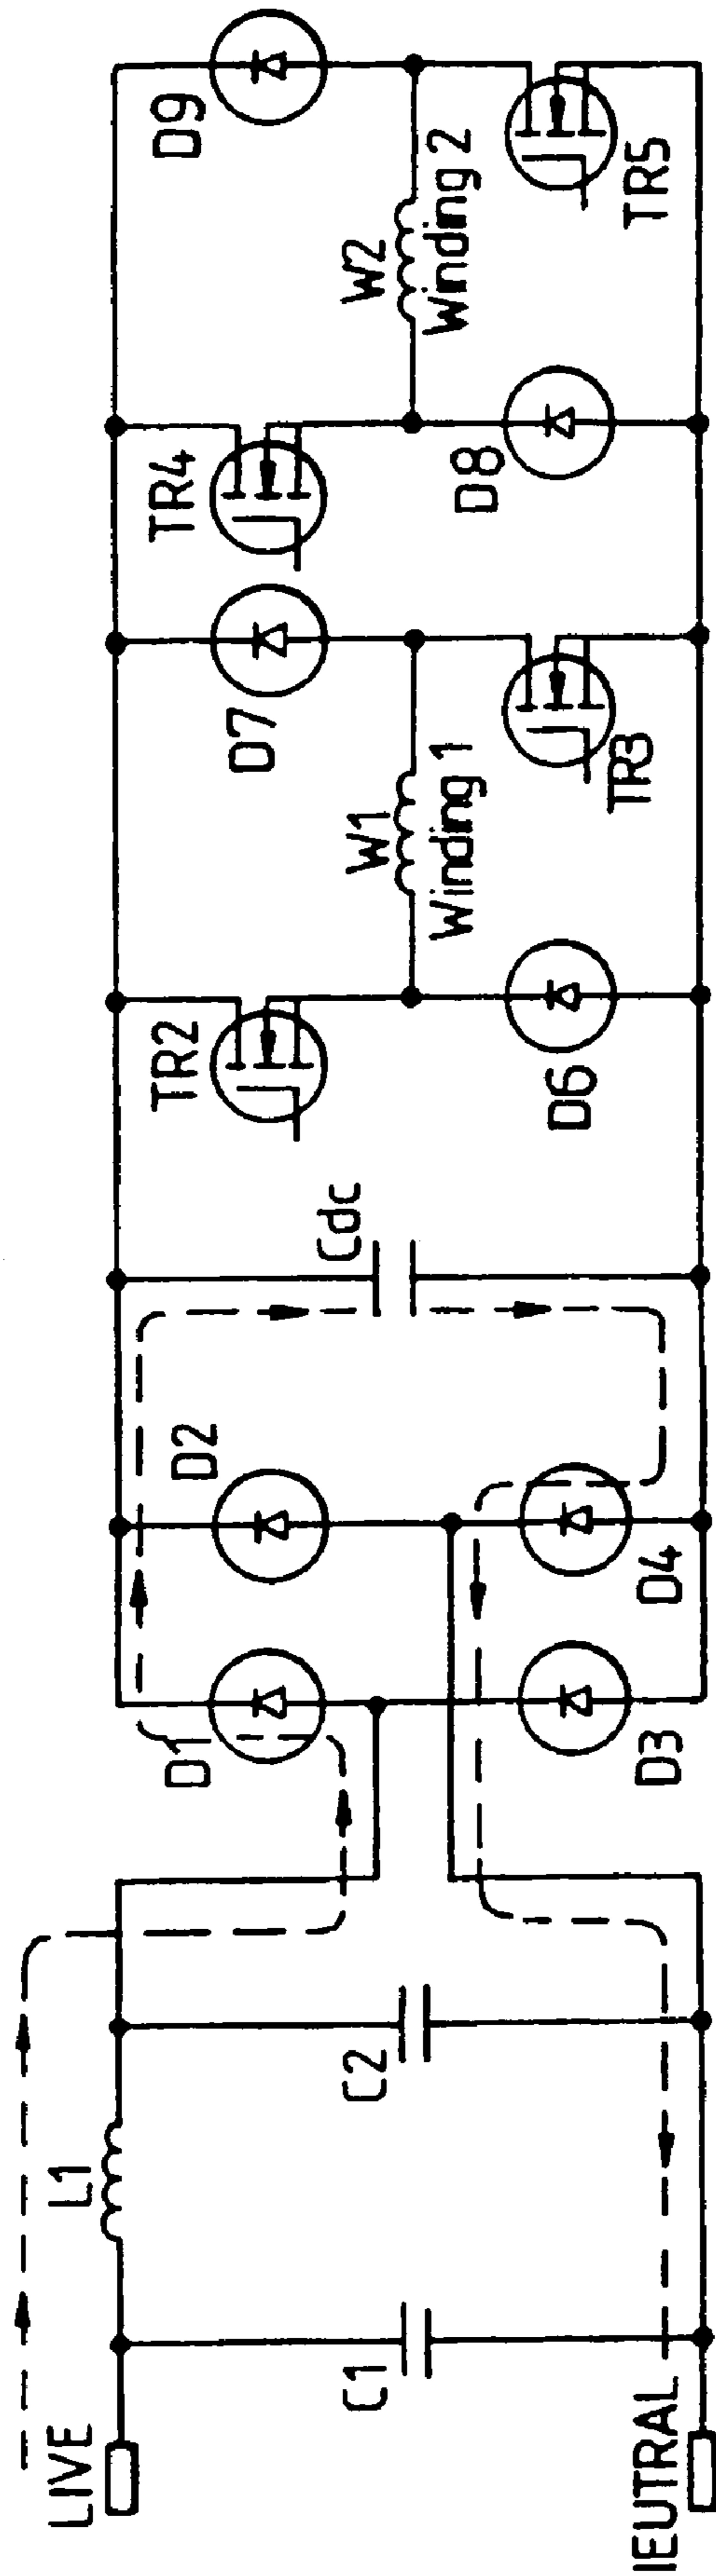 LIVE
L1
C1
C2
IEUTRAL
D1
D2
D3
D4
Cdc
TR2
D6
W1
Winding 1
D7
TR3
TR4
D8
W2
Winding 2
D9
TR5